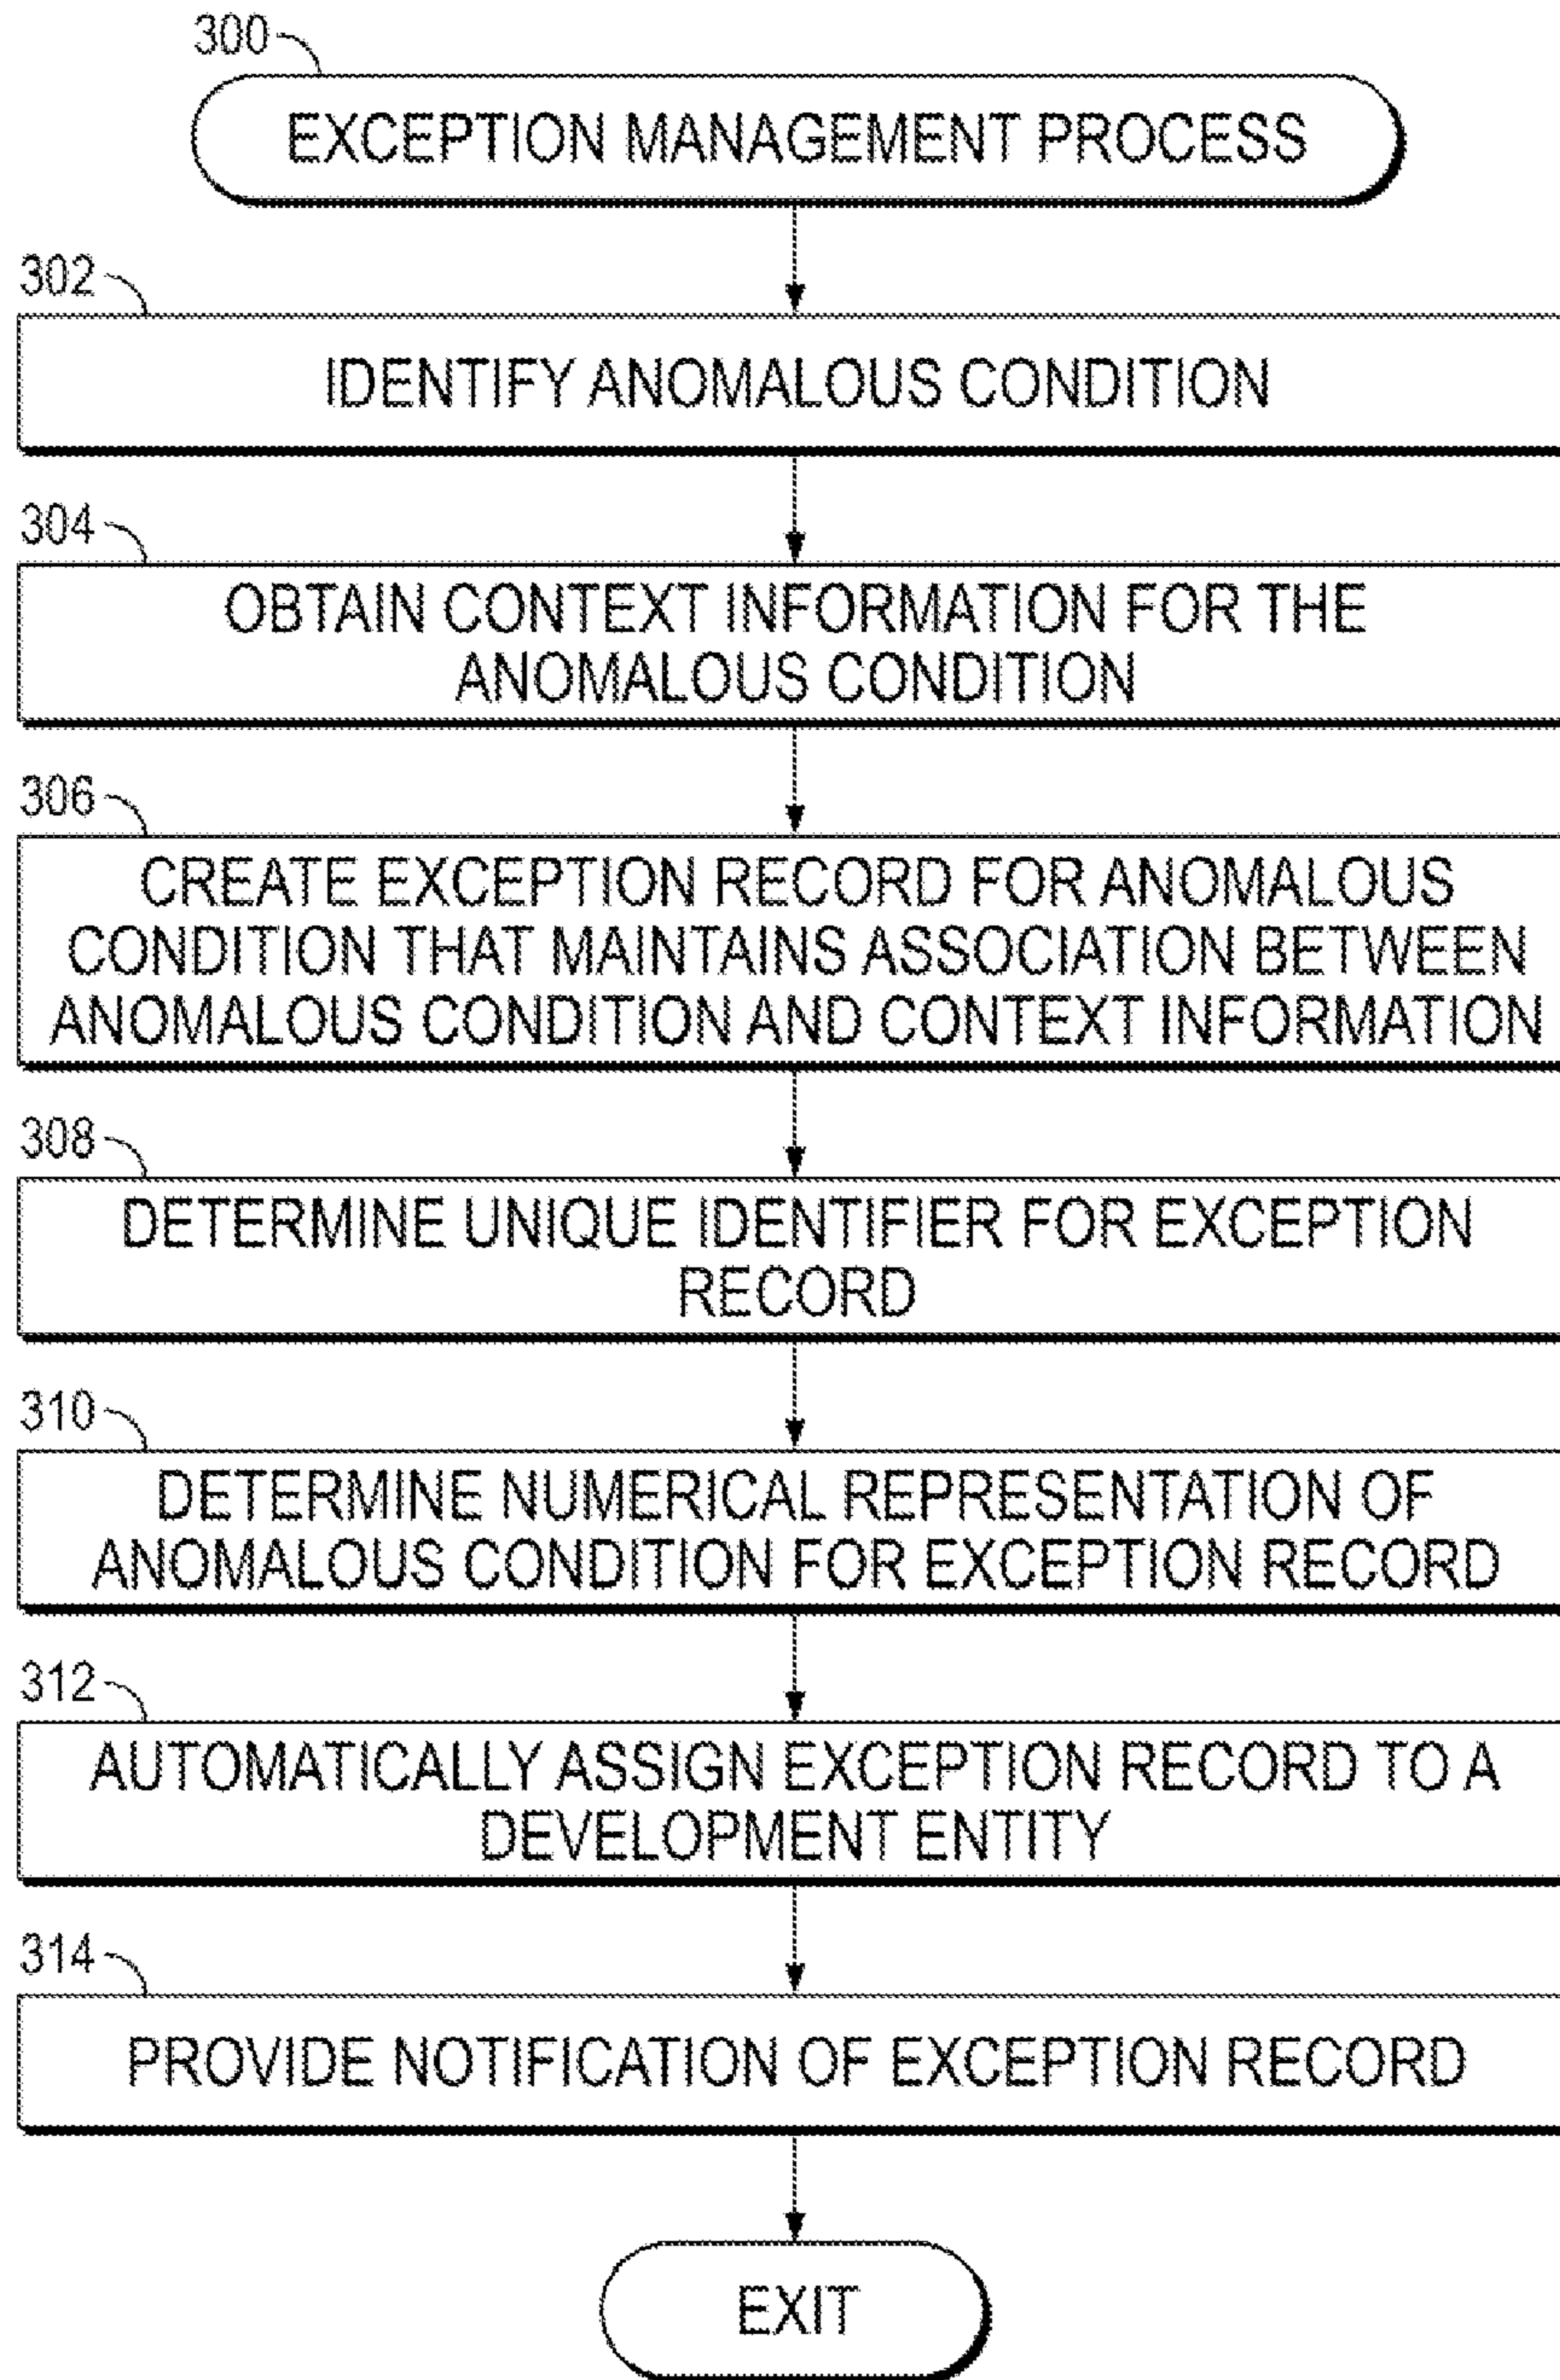 300
EXCEPTION MANAGEMENT PROCESS
302
IDENTIFY ANOMALOUS CONDITION
304
OBTAIN CONTEXT INFORMATION FOR THE
ANOMALOUS CONDITION
306
CREATE EXCEPTION RECORD FOR ANOMALOUS
CONDITION THAT MAINTAINS ASSOCIATION BETWEEN
ANOMALOUS CONDITION AND CONTEXT INFORMATION
308
DETERMINE UNIQUE IDENTIFIER FOR EXCEPTION
RECORD
310
DETERMINE NUMERICAL REPRESENTATION OF
ANOMALOUS CONDITION FOR EXCEPTION RECORD
312
AUTOMATICALLY ASSIGN EXCEPTION RECORD TO A
DEVELOPMENT ENTITY
314
PROVIDE NOTIFICATION OF EXCEPTION RECORD
EXIT